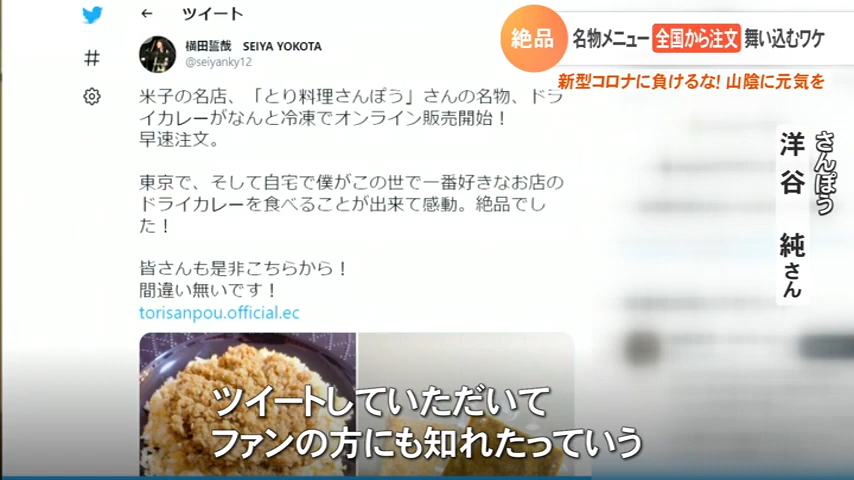 ツイート
横田誓哉 SEIYA YOKOTA
@seiyanky12
米子の名店、「とり料理さんぽう」さんの名物、ドラ
イカレーがなんと冷凍でオンライン販売開始！
早速注文。
東京で、そして自宅で僕がこの世で一番好きなお店の
ドライカレーを食べることが出来て感動。絶品でし
た！
皆さんも是非こちらから！
間違い無いです！
torisanpou.official.ec
絶品
名物メニュー 全国から注文 舞い込むワケ
新型コロナに負けるな！山陰に元気を
さんぽう
洋谷 純さん
ツイートしていただいて
ファンの方にも知れたっていう